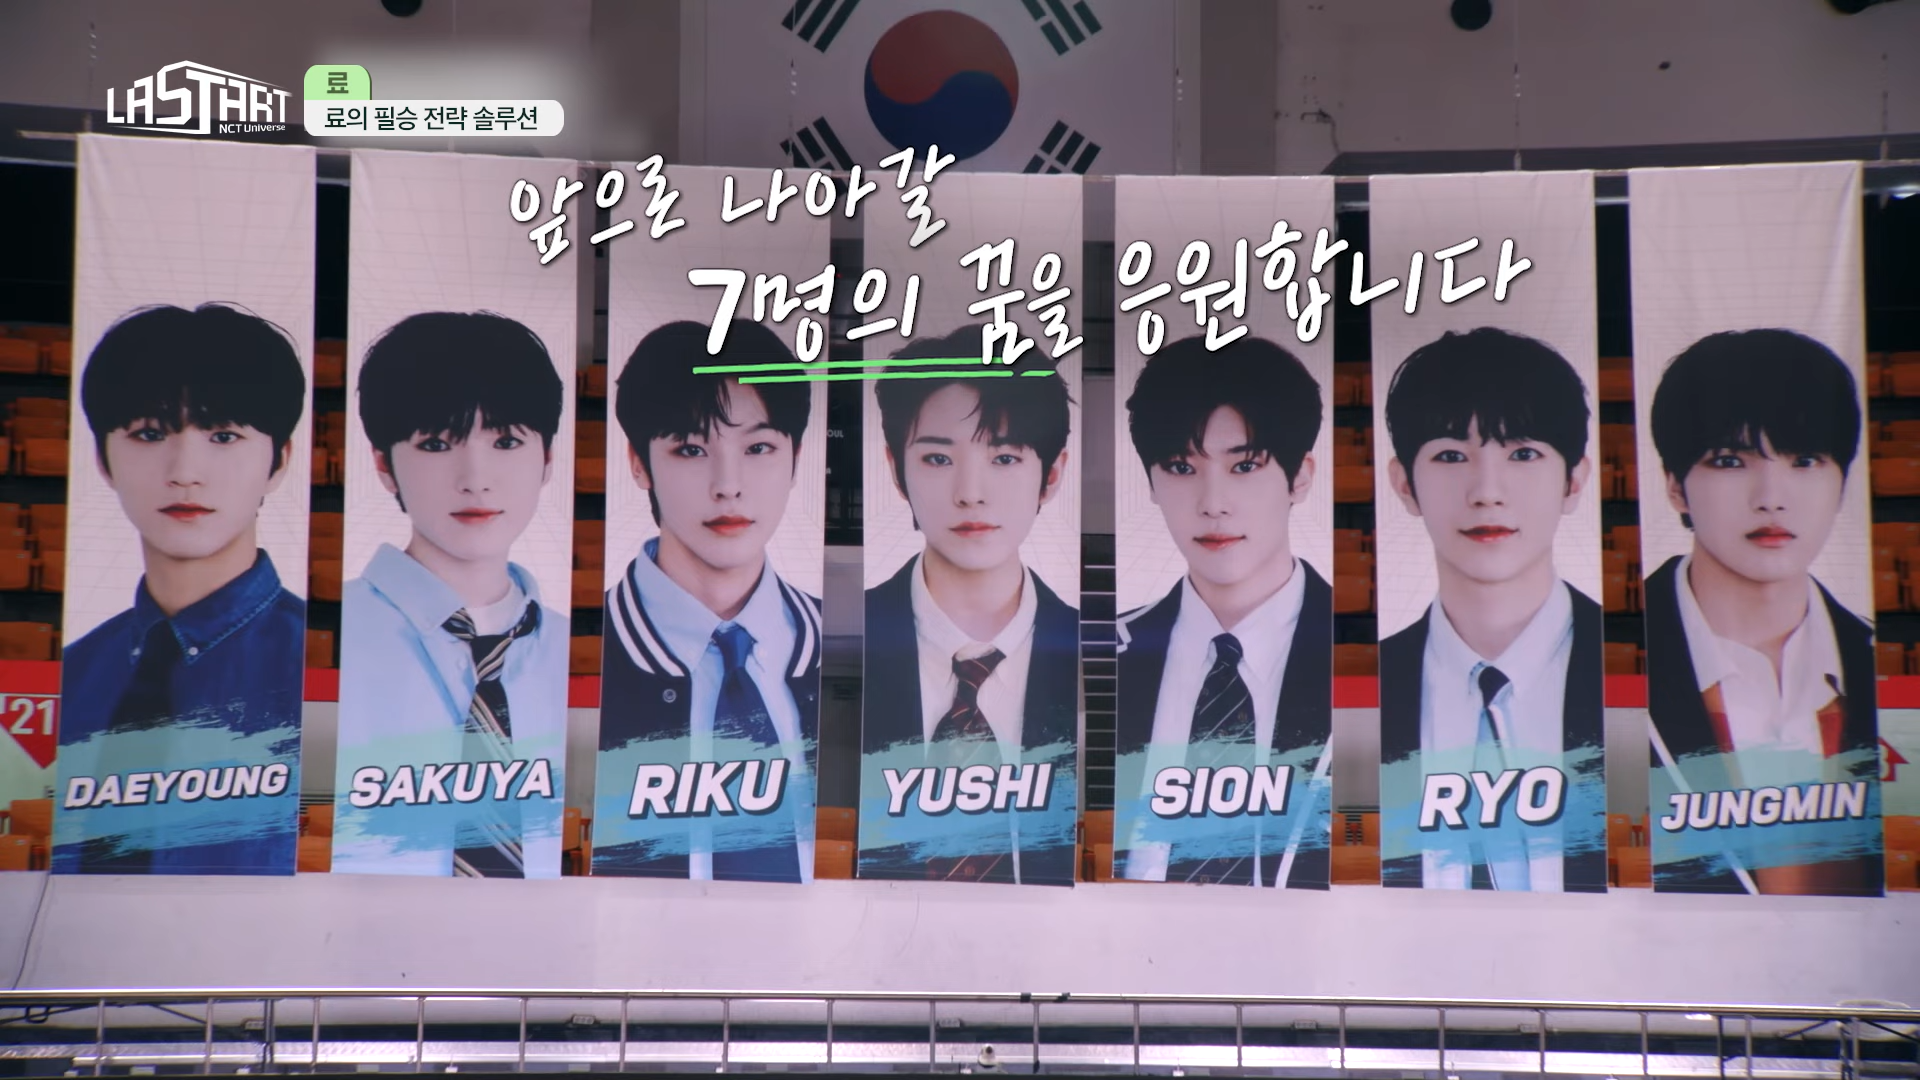 LASTART
NCT Universe
료
료의 필승 전략 솔루션
앞으로 나아갈
7명의 꿈을 응원합니다
21
DAEYOUNG
SAKUYA
RIKU
YUSHI
SION
RYO
JUNGMIN